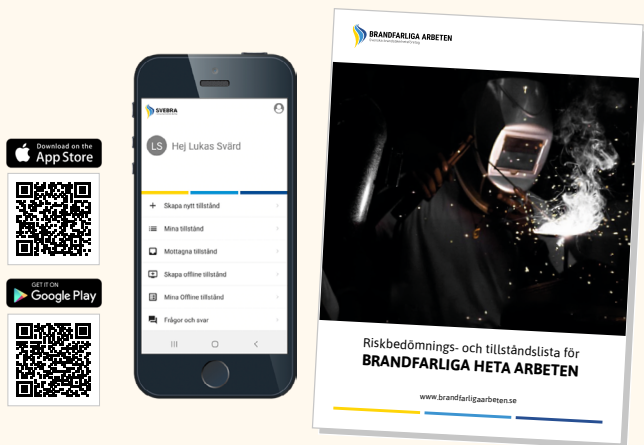 Download on the
App Store
GET IT ON
Google Play
SVEBRA
LS
Hej Lukas Svärd
Skapa nytt tillstånd
Mina tillstånd
Mottagna tillstånd
Skapa offline tillstånd
Mina Offline tillstånd
Frågor och svar
BRANDFARLIGA ARBETEN
Riskbedömnings- och tillståndslista för
BRANDFARLIGA HETA ARBETEN
www.brandfarligaarbeten.se